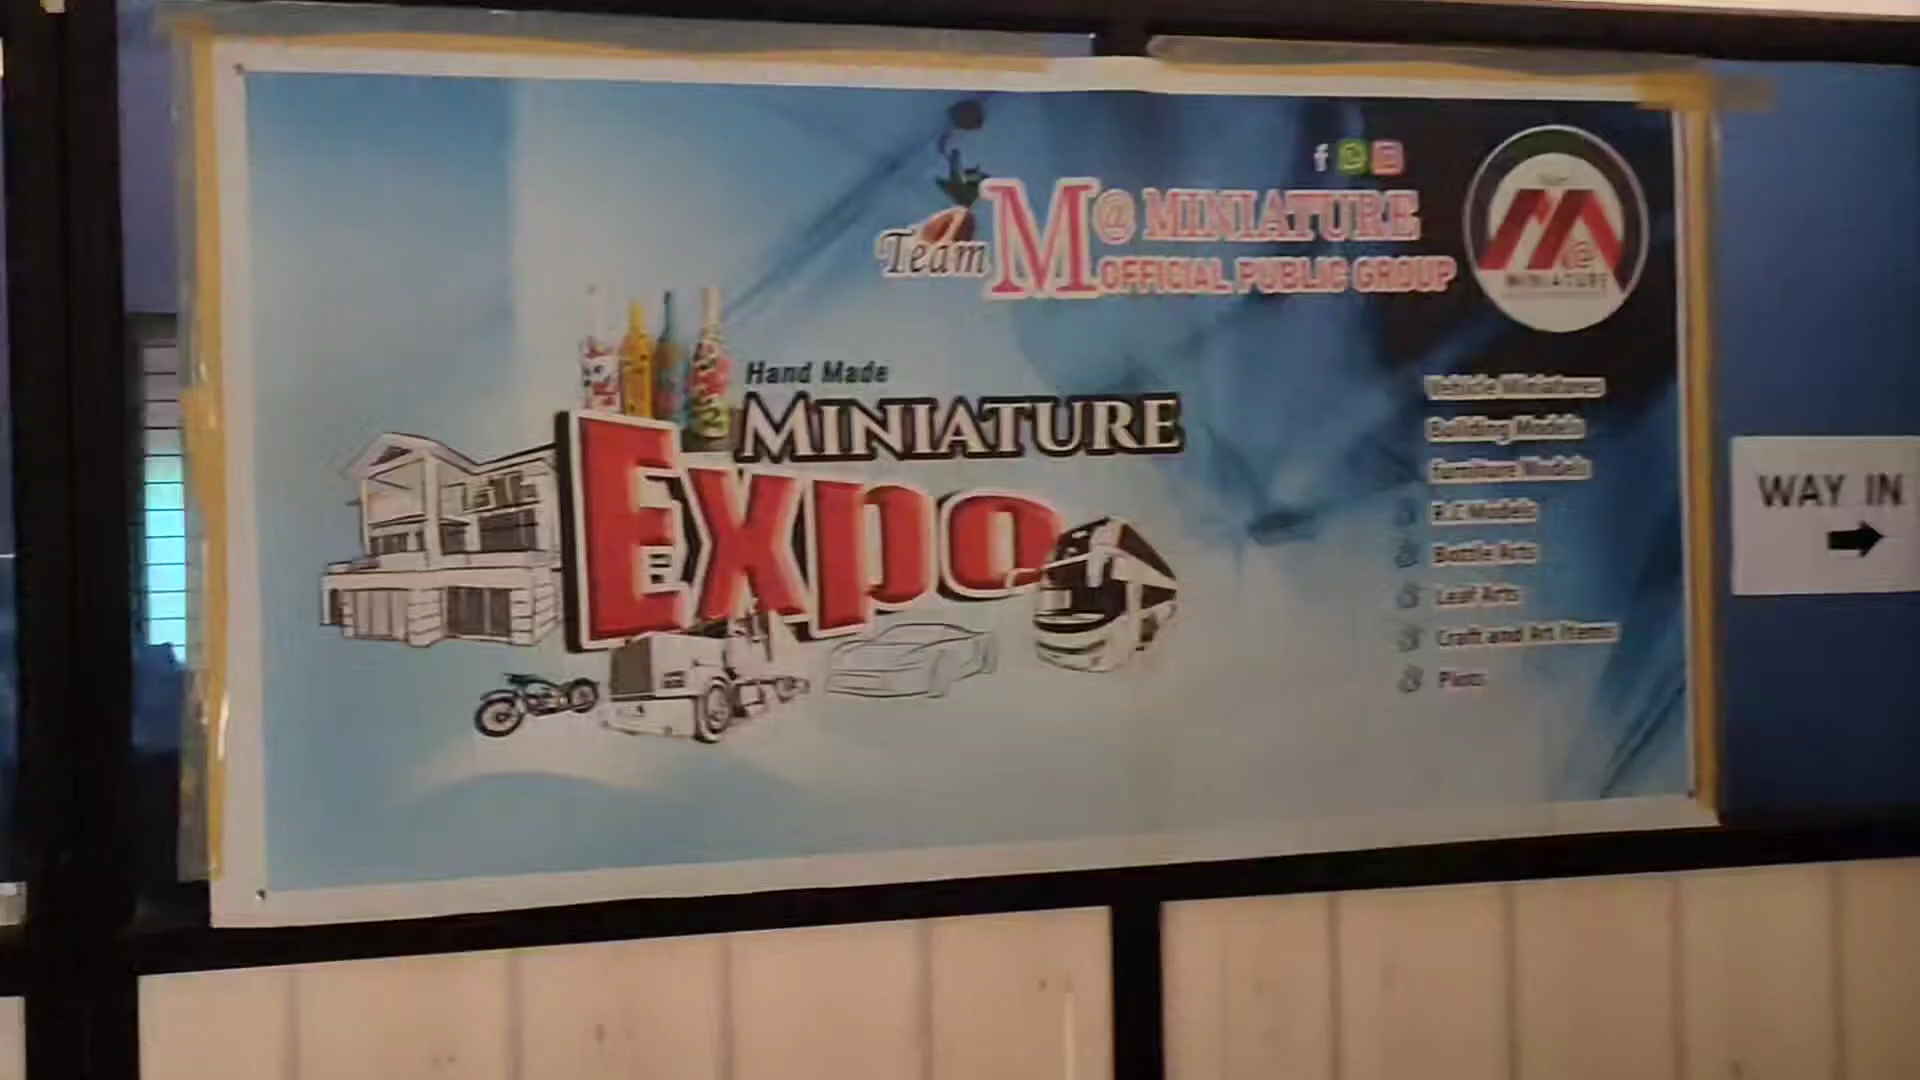 f
Team M@ MINIATURE
OFFICIAL PUBLIC GROUP
M@
MINIATURE
Hand Made
MINIATURE
Expo
Vehicle Miniatures
Building Models
Furniture Models
R.C Models
Bottle Arts
Leaf Arts
Craft and Art Items
WAY IN